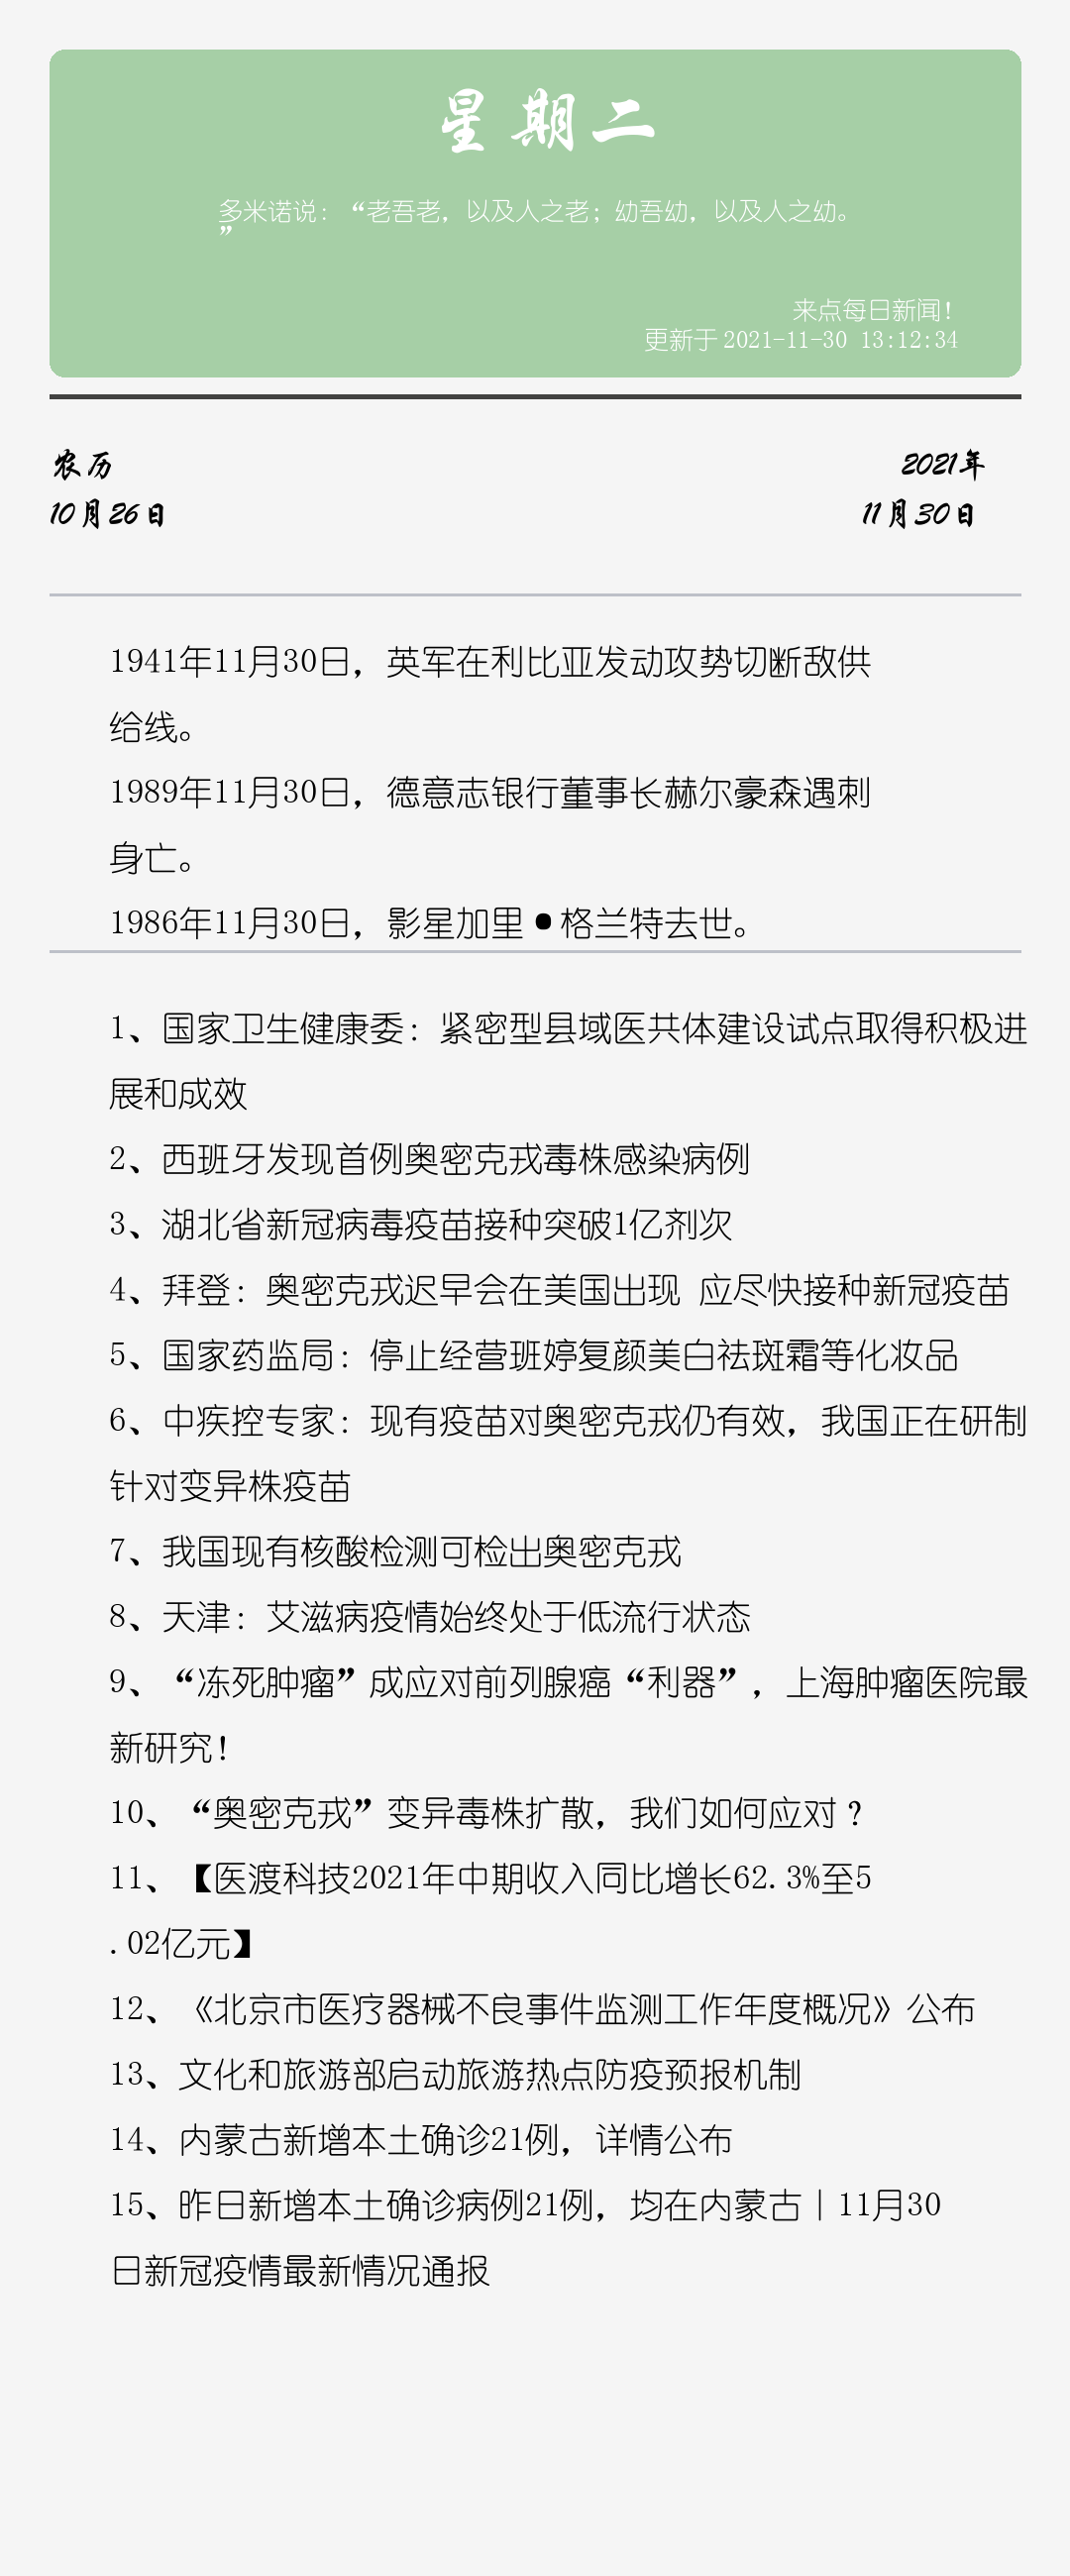 星期二
多米诺说：“老吾老，以及人之老；幼吾幼，以及人之幼。
”
来点每日新闻！
更新于 2021-11-30 13:12:34
农历
2021年
10月26日
11月30日
1941年11月30日，英军在利比亚发动攻势切断敌供
给线。
1989年11月30日，德意志银行董事长赫尔豪森遇刺
身亡。
1986年11月30日，影星加里•格兰特去世。
1、国家卫生健康委：紧密型县域医共体建设试点取得积极进
展和成效
2、西班牙发现首例奥密克戎毒株感染病例
3、湖北省新冠病毒疫苗接种突破1亿剂次
4、拜登：奥密克戎迟早会在美国出现 应尽快接种新冠疫苗
5、国家药监局：停止经营班婷复颜美白祛斑霜等化妆品
6、中疾控专家：现有疫苗对奥密克戎仍有效，我国正在研制
针对变异株疫苗
7、我国现有核酸检测可检出奥密克戎
8、天津：艾滋病疫情始终处于低流行状态
9、“冻死肿瘤”成应对前列腺癌“利器”，上海肿瘤医院最
新研究！
10、“奥密克戎”变异毒株扩散，我们如何应对？
11、【医渡科技2021年中期收入同比增长62.3%至5
.02亿元】
12、《北京市医疗器械不良事件监测工作年度概况》公布
13、文化和旅游部启动旅游热点防疫预报机制
14、内蒙古新增本土确诊21例，详情公布
15、昨日新增本土确诊病例21例，均在内蒙古丨11月30
日新冠疫情最新情况通报